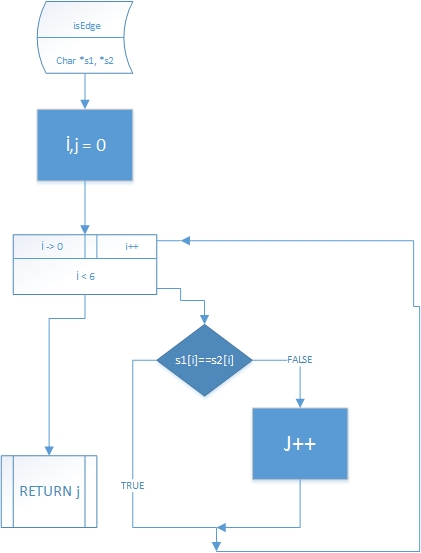 isEdge
Char *s1, *s2
İ,j = 0
İ -> 0
i++
İ < 6
s1[i]==s2[i]
FALSE
J++
TRUE
RETURN j